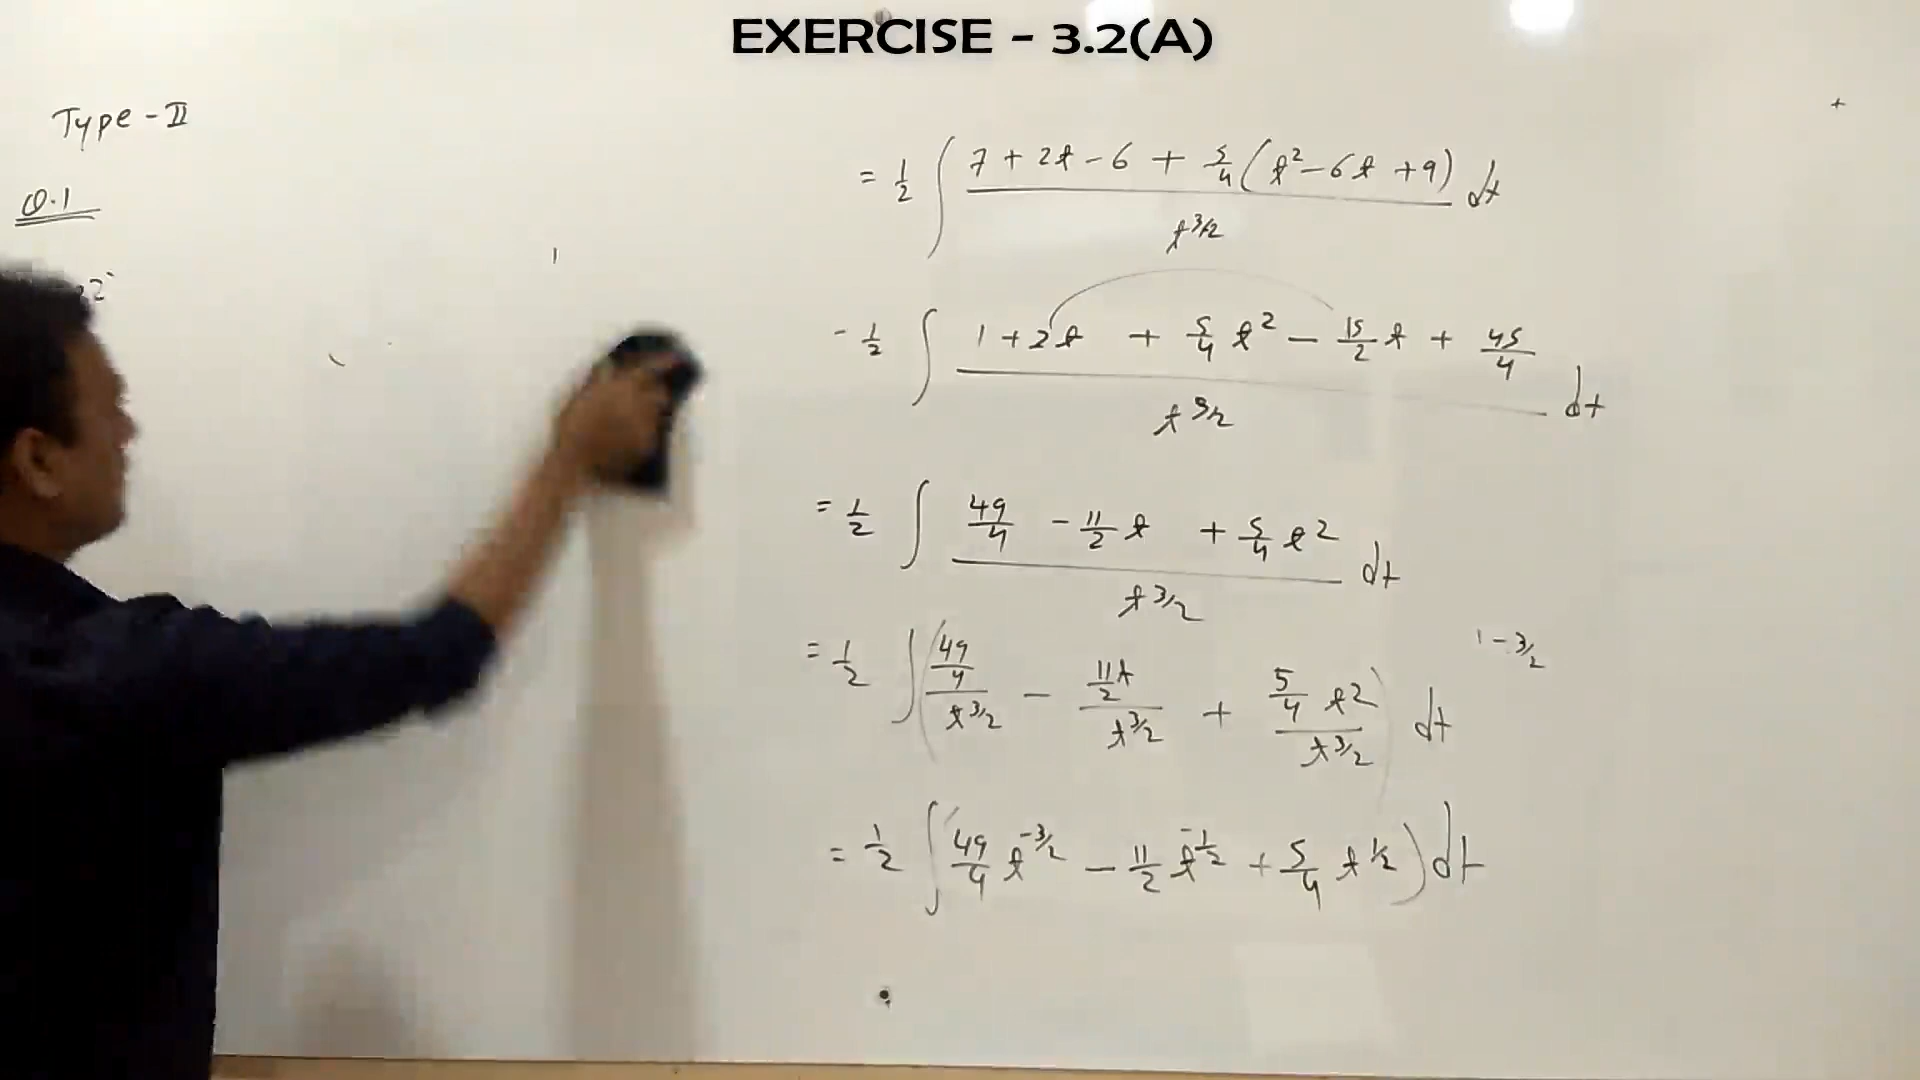 EXERCISE - 3.2(A)
Type - II
Q.1
= 1/2 ∫ (7 + 2t - 6 + 5/4 (t² - 6t + 9)) / t^(3/2) dt
- 1/2 ∫ (1 + 2t + 5/4 t² - 15/2 t + 45/4) / t^(3/2) dt
= 1/2 ∫ (49/4 - 11/2 t + 5/4 t²) / t^(3/2) dt
1 - 3/2
= 1/2 ∫ ((49/4) / t^(3/2) - (11/2 t) / t^(3/2) + (5/4 t²) / t^(3/2)) dt
= 1/2 ∫ (49/4 t^(-3/2) - 11/2 t^(-1/2) + 5/4 t^(1/2)) dt